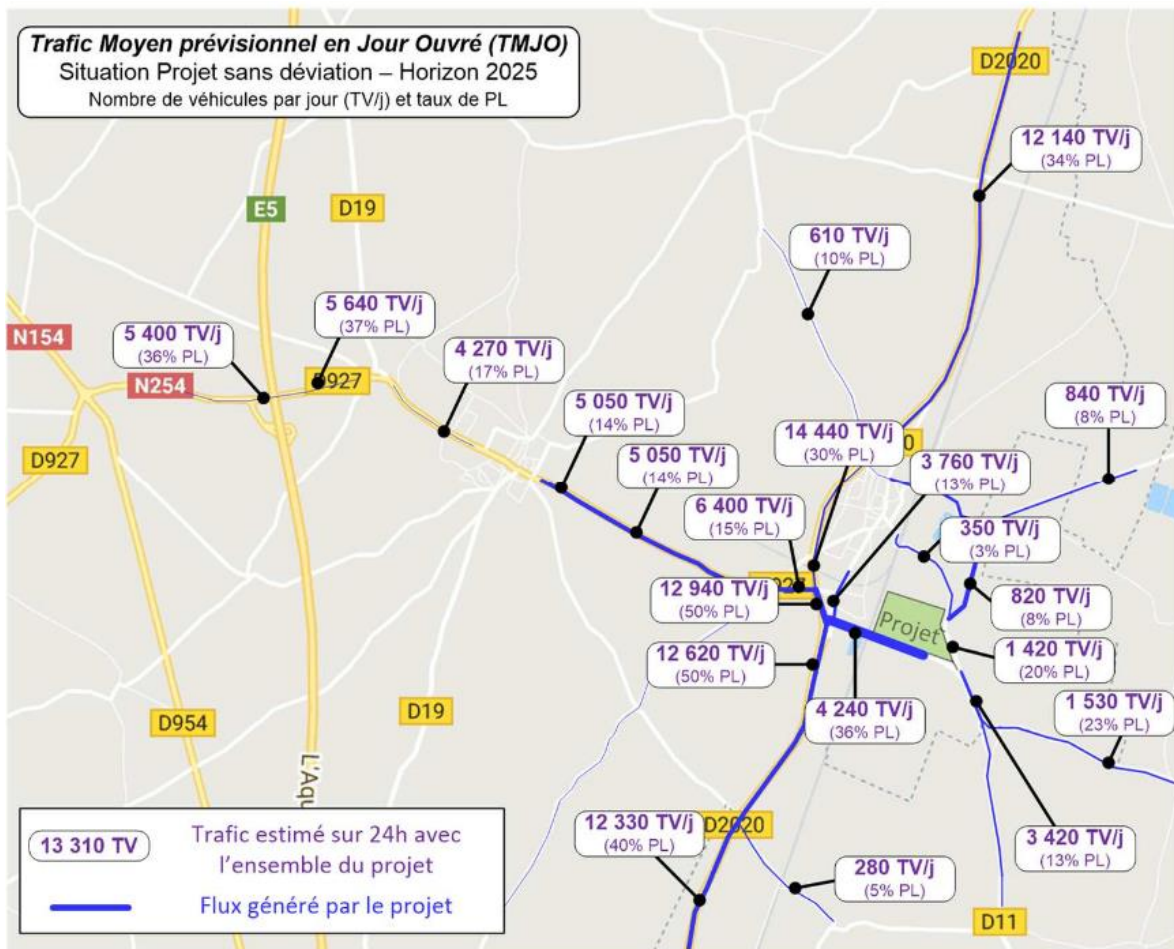 Trafic Moyen prévisionnel en Jour Ouvré (TMJO)
Situation Projet sans déviation – Horizon 2025
Nombre de véhicules par jour (TV/j) et taux de PL
D2020
12 140 TV/j
(34% PL)
E5
D19
610 TV/j
(10% PL)
5 640 TV/j
(37% PL)
N154
5 400 TV/j
(36% PL)
4 270 TV/j
(17% PL)
N254
D927
840 TV/j
(8% PL)
5 050 TV/j
(14% PL)
14 440 TV/j
(30% PL)
D927
5 050 TV/j
(14% PL)
3 760 TV/j
(13% PL)
6 400 TV/j
(15% PL)
350 TV/j
(3% PL)
12 940 TV/j
(50% PL)
820 TV/j
(8% PL)
Projet
1 420 TV/j
(20% PL)
12 620 TV/j
(50% PL)
D19
4 240 TV/j
(36% PL)
1 530 TV/j
(23% PL)
D954
L'Aqu
12 330 TV/j
(40% PL)
D2020
3 420 TV/j
(13% PL)
280 TV/j
(5% PL)
D11
13 310 TV
Trafic estimé sur 24h avec
l'ensemble du projet
Flux généré par le projet